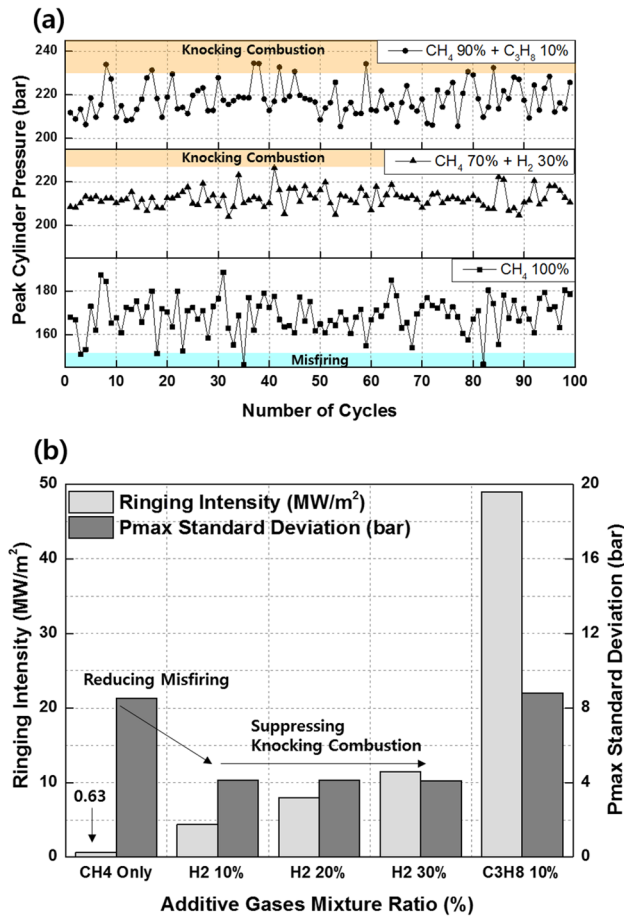 (a)
Peak Cylinder Pressure (bar)
240
220
200
220
200
180
160
Knocking Combustion
CH₄ 90% + C₃H₈ 10%
Knocking Combustion
CH₄ 70% + H₂ 30%
CH₄ 100%
Misfiring
0 10 20 30 40 50 60 70 80 90 100
Number of Cycles
(b)
Ringing Intensity (MW/m²)
50
40
30
20
10
0
Ringing Intensity (MW/m²)
Pmax Standard Deviation (bar)
Reducing Misfiring
Suppressing
Knocking Combustion
0.63
20
16
12
8
4
0
Pmax Standard Deviation (bar)
CH4 Only H2 10% H2 20% H2 30% C3H8 10%
Additive Gases Mixture Ratio (%)